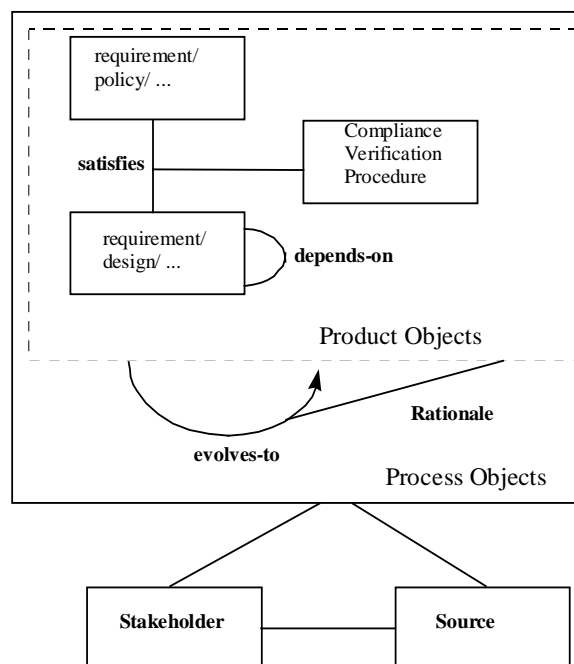 requirement/
policy/ ...
Compliance
Verification
Procedure
satisfies
requirement/
design/ ...
depends-on
Product Objects
Rationale
evolves-to
Process Objects
Stakeholder
Source